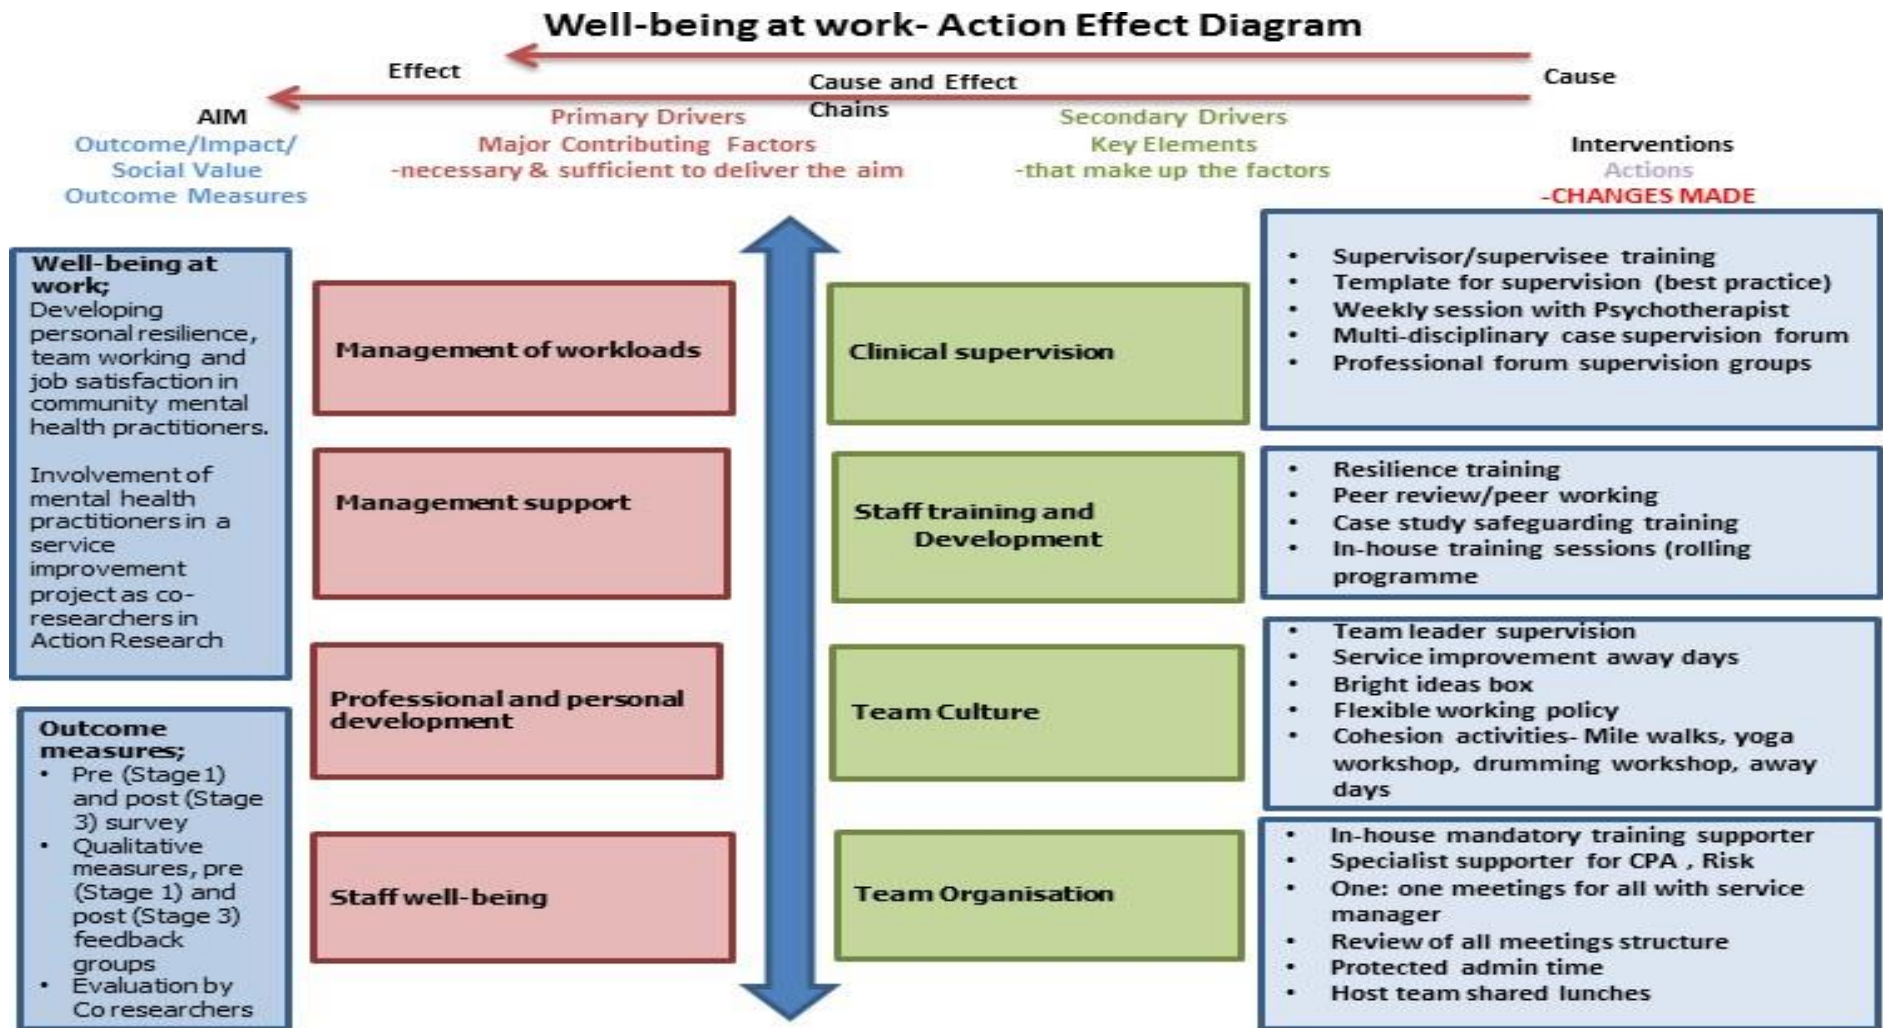 Well-being at work- Action Effect Diagram
Effect
Cause and Effect
Chains
Cause
AIM
Outcome/Impact/
Social Value
Outcome Measures
Primary Drivers
Major Contributing Factors
-necessary & sufficient to deliver the aim
Secondary Drivers
Key Elements
-that make up the factors
Interventions
Actions
-CHANGES MADE
Well-being at
work;
Developing
personal resilience,
team working and
job satisfaction in
community mental
health practitioners.
Involvement of
mental health
practitioners in a
service
improvement
project as co-
researchers in
Action Research
Outcome
measures;
• Pre (Stage 1)
and post (Stage
3) survey
• Qualitative
measures, pre
(Stage 1) and
post (Stage 3)
feedback
groups
• Evaluation by
Co researchers
Management of workloads
Management support
Professional and personal
development
Staff well-being
Clinical supervision
Staff training and
Development
Team Culture
Team Organisation
• Supervisor/supervisee training
• Template for supervision (best practice)
• Weekly session with Psychotherapist
• Multi-disciplinary case supervision forum
• Professional forum supervision groups
• Resilience training
• Peer review/peer working
• Case study safeguarding training
• In-house training sessions (rolling
programme
• Team leader supervision
• Service improvement away days
• Bright ideas box
• Flexible working policy
• Cohesion activities- Mile walks, yoga
workshop, drumming workshop, away
days
• In-house mandatory training supporter
• Specialist supporter for CPA , Risk
• One: one meetings for all with service
manager
• Review of all meetings structure
• Protected admin time
• Host team shared lunches